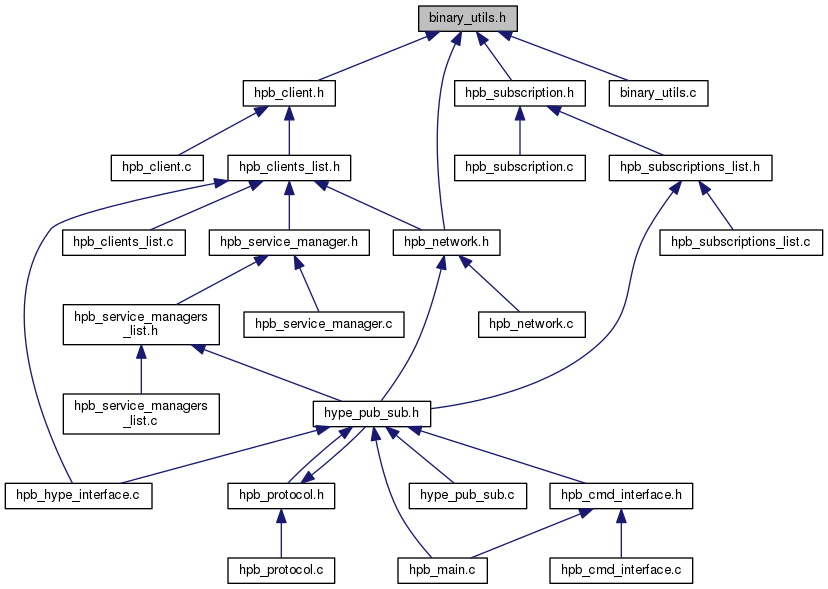 binary_utils.h
hpb_client.h
hpb_subscription.h
binary_utils.c
hpb_client.c
hpb_clients_list.h
hpb_subscription.c
hpb_subscriptions_list.h
hpb_clients_list.c
hpb_service_manager.h
hpb_network.h
hpb_subscriptions_list.c
hpb_service_managers
_list.h
hpb_service_manager.c
hpb_network.c
hpb_service_managers
_list.c
hype_pub_sub.h
hpb_hype_interface.c
hpb_protocol.h
hype_pub_sub.c
hpb_cmd_interface.h
hpb_protocol.c
hpb_main.c
hpb_cmd_interface.c